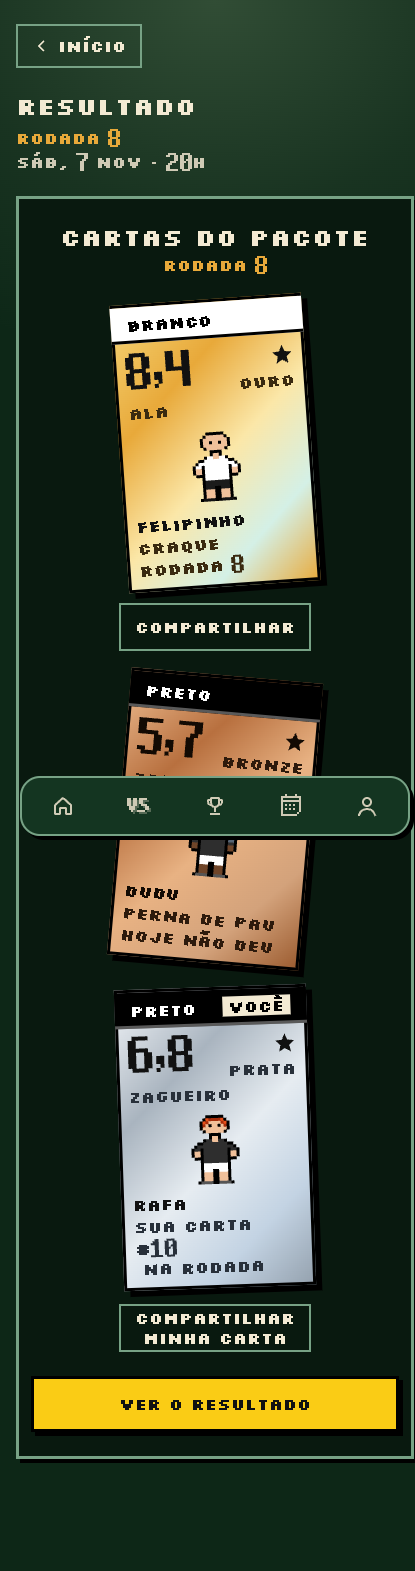 INÍCIO
RESULTADO
RODADA 8
SÁB, 7 NOV · 20H
CARTAS DO PACOTE
RODADA 8
BRANCO
8,4
OURO
ALA
FELIPINHO
CRAQUE
RODADA 8
COMPARTILHAR
PRETO
5,7
BRONZE
VS
DUDU
PERNA DE PAU
HOJE NÃO DEU
PRETO
VOCÊ
6,8
PRATA
ZAGUEIRO
RAFA
SUA CARTA
#10
NA RODADA
COMPARTILHAR
MINHA CARTA
VER O RESULTADO